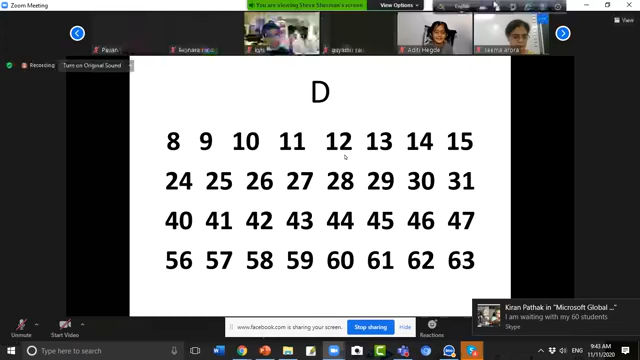 Zoom Meeting
You are viewing Steve Sherman's screen
View Options
English
View
Pavan
kyts
Aditi Hegde
seema arora
Recording
Turn on Original Sound
D
8 9 10 11 12 13 14 15
24 25 26 27 28 29 30 31
40 41 42 43 44 45 46 47
56 57 58 59 60 61 62 63
Kiran Pathak in "Microsoft Global ..."
I am waiting with my 60 students
Skype
Unmute
Start Video
www.facebook.com is sharing your screen.
Stop sharing
Hide
Reactions
Type here to search
9:43 AM
11/11/2020